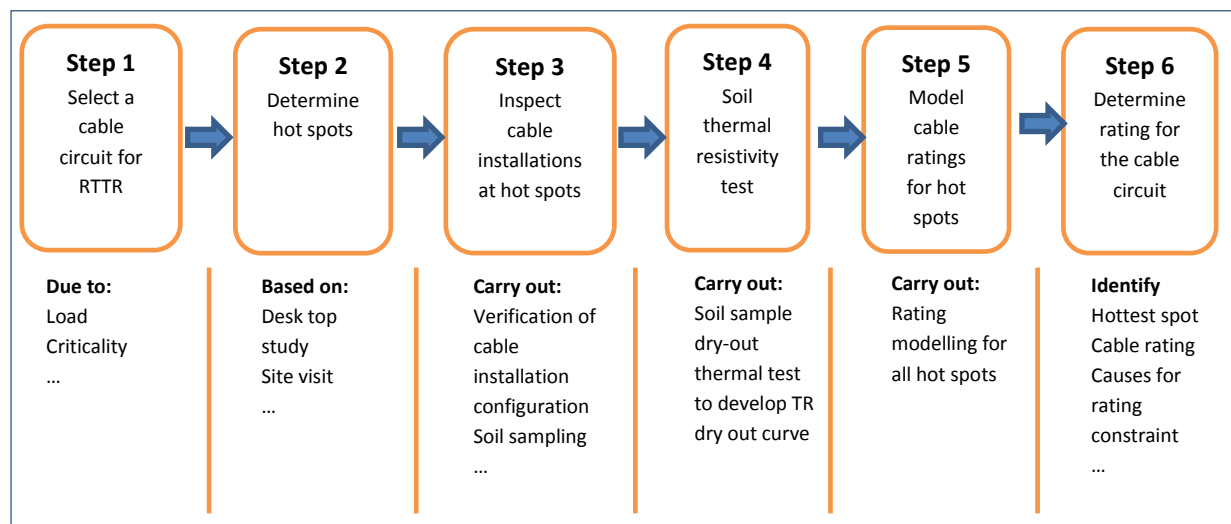 Step 1
Select a
cable
circuit for
RTTR
Step 2
Determine
hot spots
Step 3
Inspect
cable
installations
at hot spots
Step 4
Soil
thermal
resistivity
test
Step 5
Model
cable
ratings
for hot
spots
Step 6
Determine
rating for
the cable
circuit
Due to:
Load
Criticality
…
Based on:
Desk top
study
Site visit
…
Carry out:
Verification of
cable
installation
configuration
Soil sampling
…
Carry out:
Soil sample
dry-out
thermal test
to develop TR
dry out curve
Carry out:
Rating
modelling for
all hot spots
Identify
Hottest spot
Cable rating
Causes for
rating
constraint
…